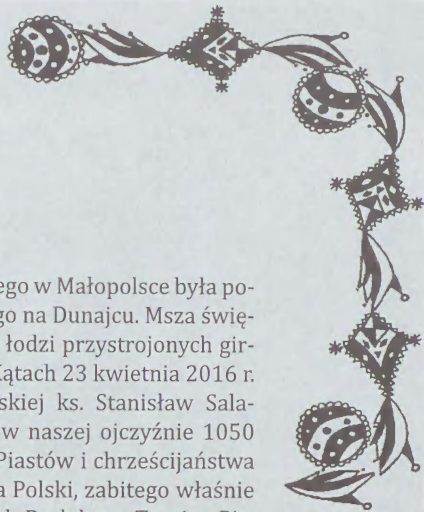 ego w Małopolsce była po-
go na Dunajcu. Msza świę-
łodzi przystrojonych gir-
Kątach 23 kwietnia 2016 r.
skiej ks. Stanisław Sala-
w naszej ojczyźnie 1050
Piastów i chrześcijaństwa
a Polski, zabitego właśnie